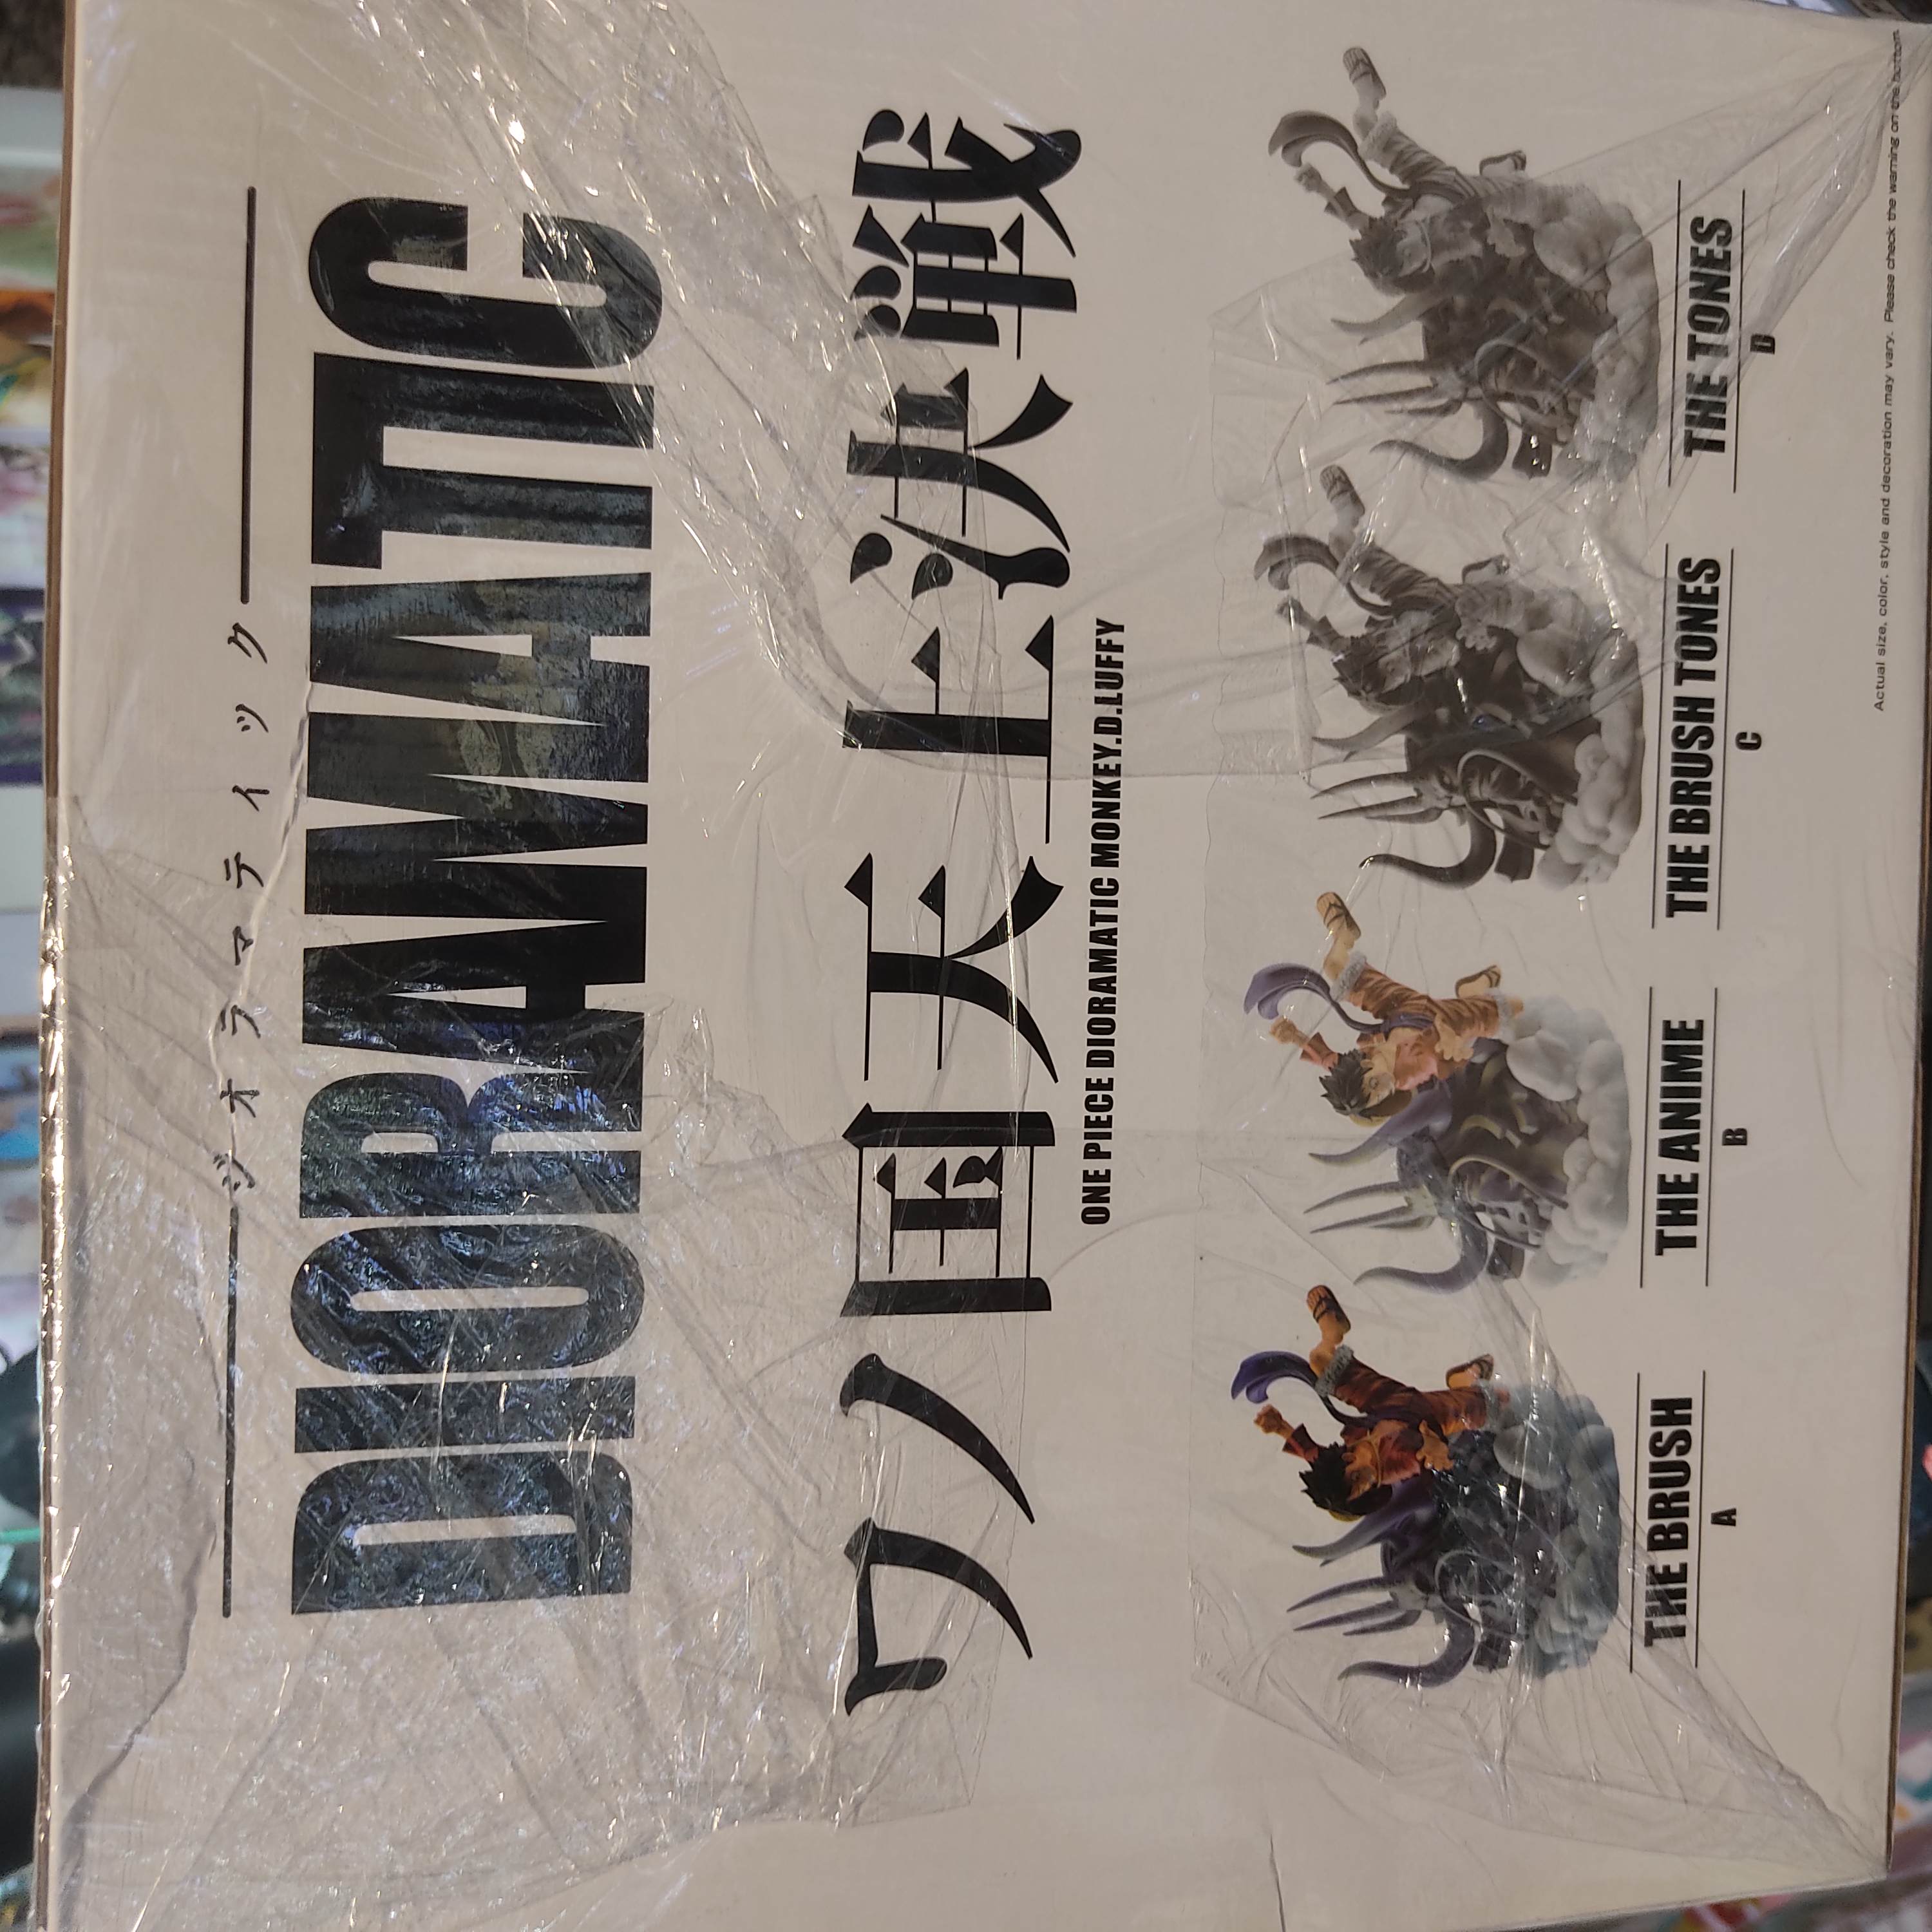 ジオラマティック
DIORAMATIC
ワノ国天上決戦
ONE PIECE DIORAMATIC MONKEY.D.LUFFY
THE BRUSH
A
THE ANIME
B
THE BRUSH TONES
C
THE TONES
D
Actual size, color, style and decoration may vary. Please check the warning on the bottom